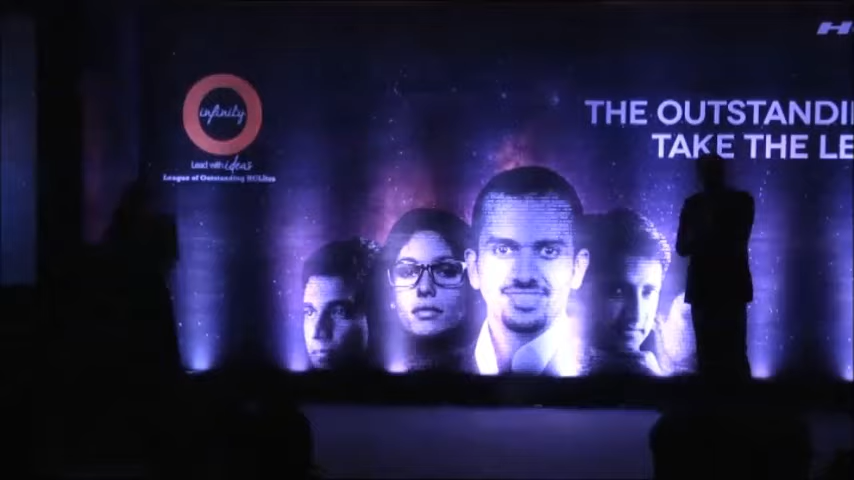 infinity
Lead with ideas
League of Outstanding HCLites
THE OUTSTANDI
TAKE THE LE